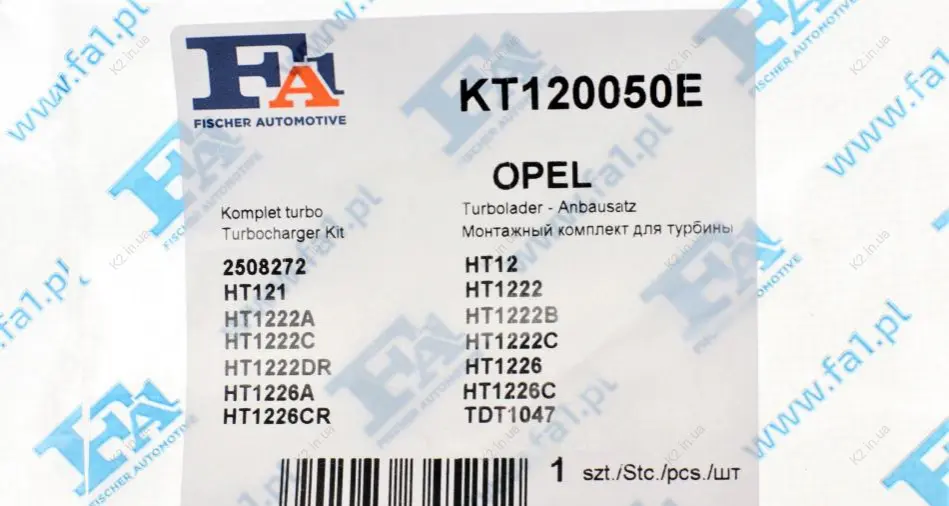 FA1
FISCHER AUTOMOTIVE
KT120050E
OPEL
Komplet turbo
Turbolader - Anbausatz
Turbocharger Kit
Монтажный комплект для турбины
2508272 HT12
HT121 HT1222
HT1222A HT1222B
HT1222C HT1222C
HT1222DR HT1226
HT1226A HT1226C
HT1226CR TDT1047
1 szt./Stc./pcs./шт
www.fa1.pl
K2.in.ua